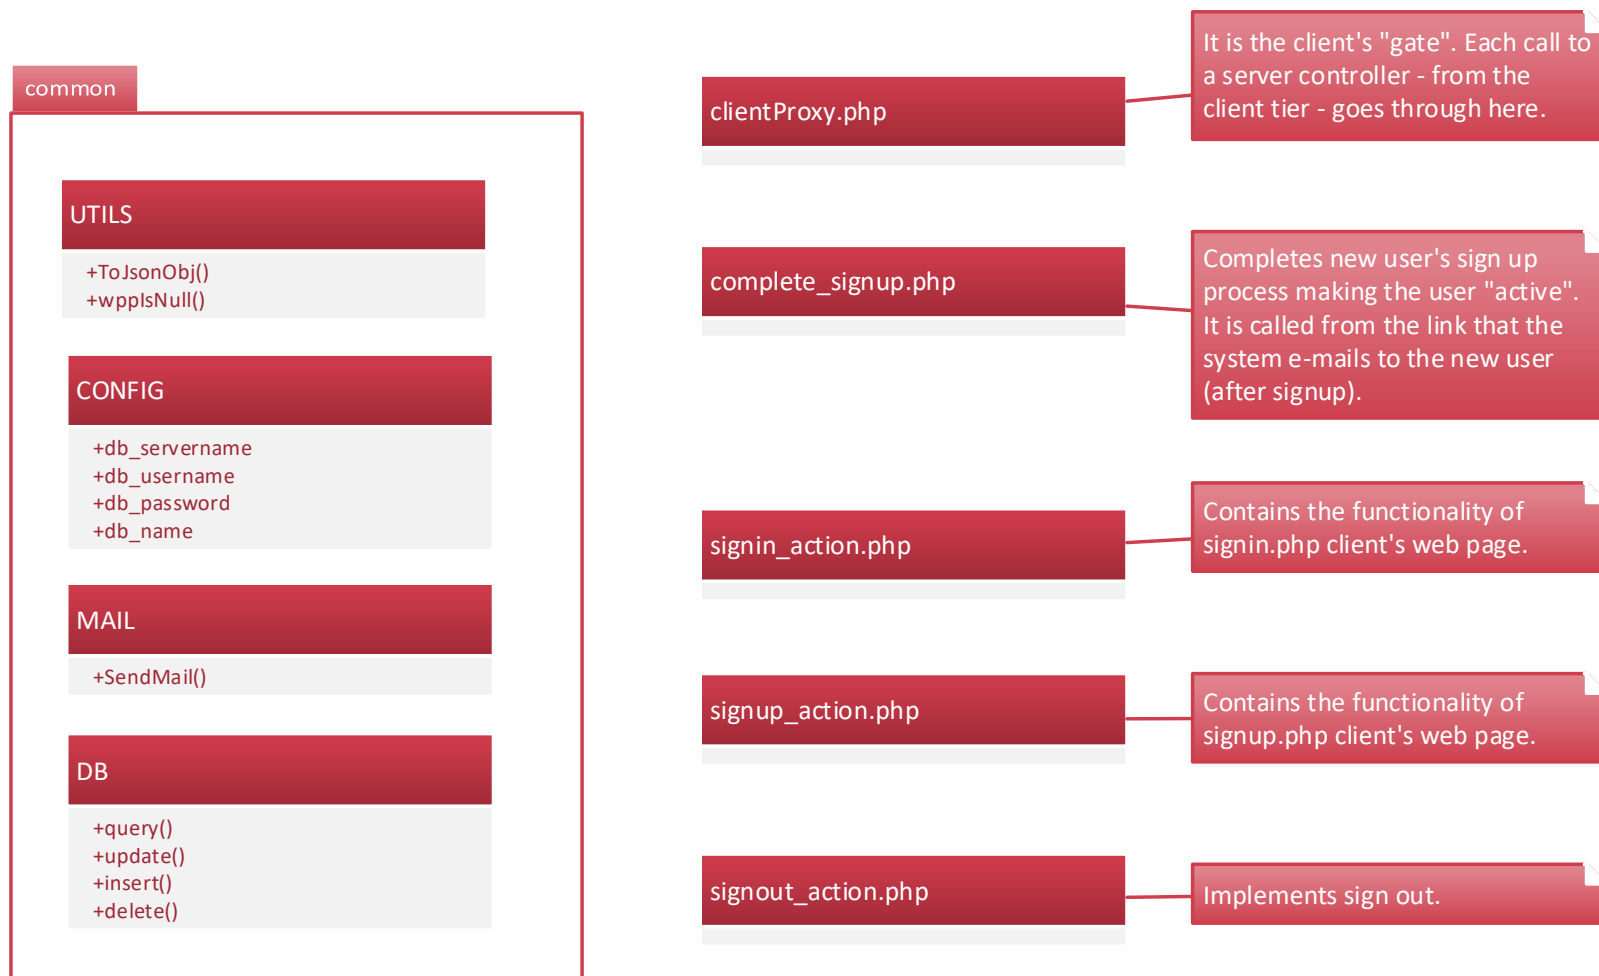 common
UTILS
+ToJsonObj()
+wppIsNull()
CONFIG
+db_servername
+db_username
+db_password
+db_name
MAIL
+SendMail()
DB
+query()
+update()
+insert()
+delete()
clientProxy.php
It is the client's "gate". Each call to
a server controller - from the
client tier - goes through here.
complete_signup.php
Completes new user's sign up
process making the user "active".
It is called from the link that the
system e-mails to the new user
(after signup).
signin_action.php
Contains the functionality of
signin.php client's web page.
signup_action.php
Contains the functionality of
signup.php client's web page.
signout_action.php
Implements sign out.